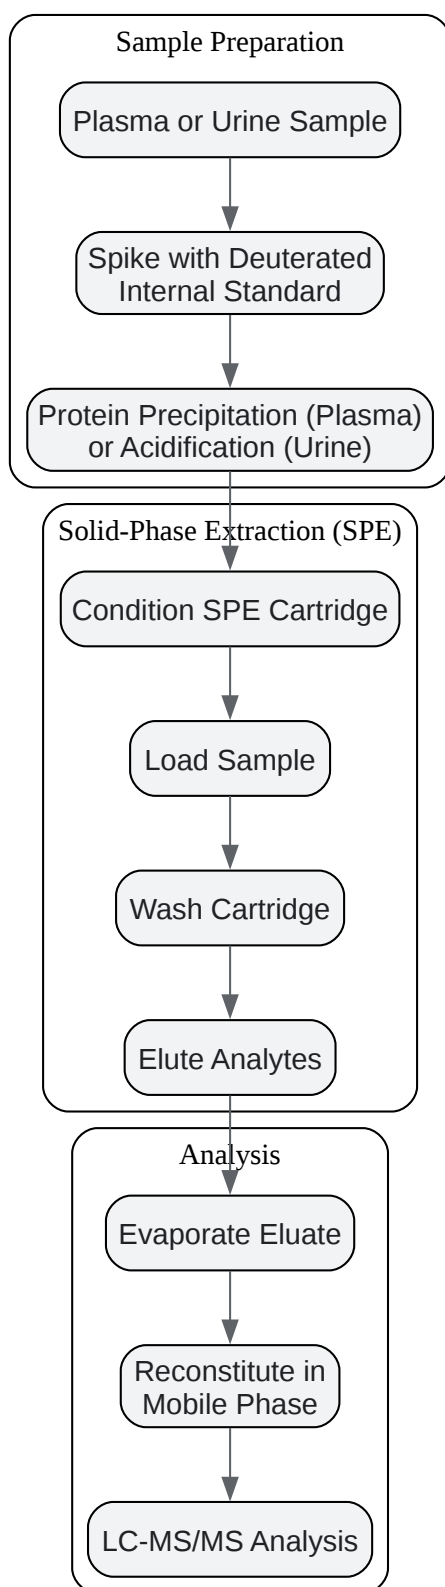 Sample Preparation
Plasma or Urine Sample
Spike with Deuterated
Internal Standard
Protein Precipitation (Plasma)
or Acidification (Urine)
Solid-Phase Extraction (SPE)
Condition SPE Cartridge
Load Sample
Wash Cartridge
Elute Analytes
Analysis
Evaporate Eluate
Reconstitute in
Mobile Phase
LC-MS/MS Analysis